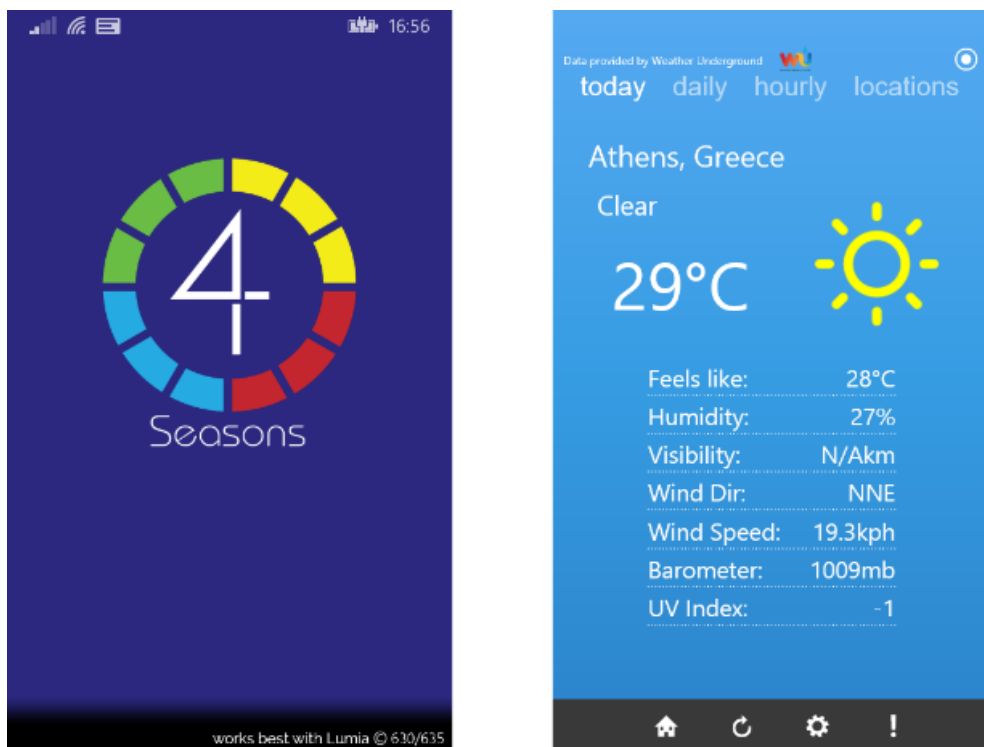 16:56
4
Seasons
works best with Lumia © 630/635
Data provided by Weather Underground wu
today daily hourly locations
Athens, Greece
Clear
29°C
Feels like: 28°C
Humidity: 27%
Visibility: N/Akm
Wind Dir: NNE
Wind Speed: 19.3kph
Barometer: 1009mb
UV Index: -1
!